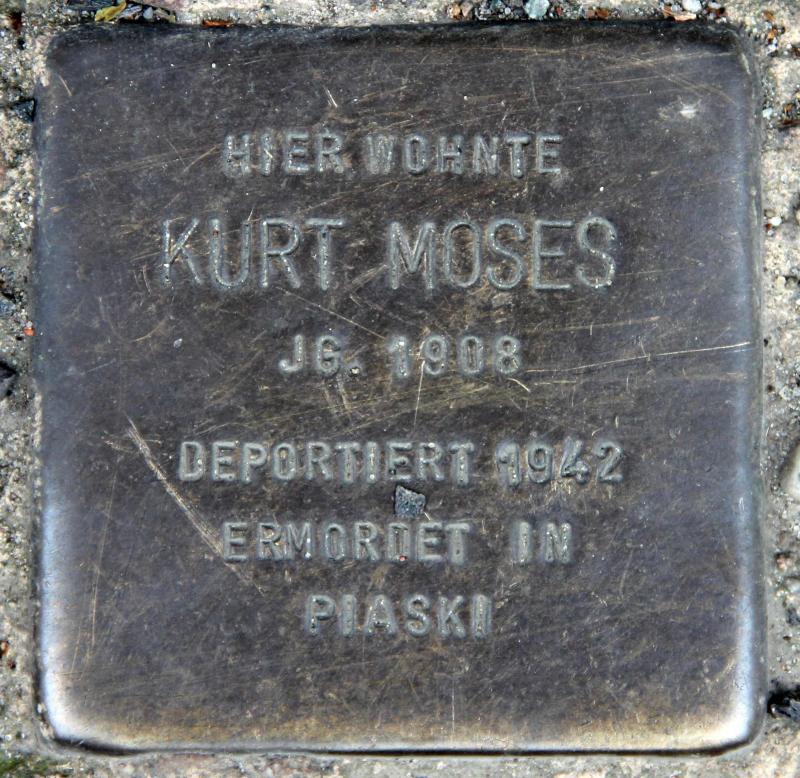 HIER WOHNTE
KURT MOSES
JG. 1908
DEPORTIERT 1942
ERMORDET IN
PIASKI